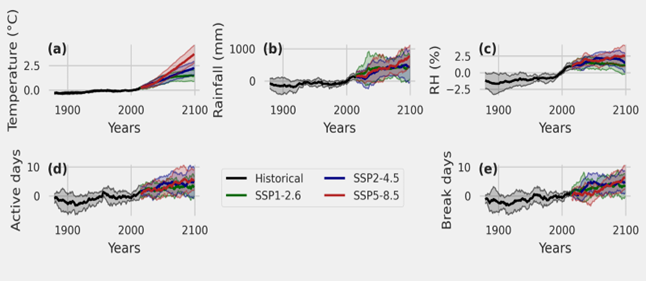 (a)
(b)
(c)
Temperature (°C)
2.5
0.0
1900
2000
2100
Years
Rainfall (mm)
1000
0
1900
2000
2100
Years
RH (%)
2.5
0.0
−2.5
1900
2000
2100
Years
(d)
Active days
10
0
1900
2000
2100
Years
Historical
SSP1-2.6
SSP2-4.5
SSP5-8.5
(e)
Break days
10
0
1900
2000
2100
Years